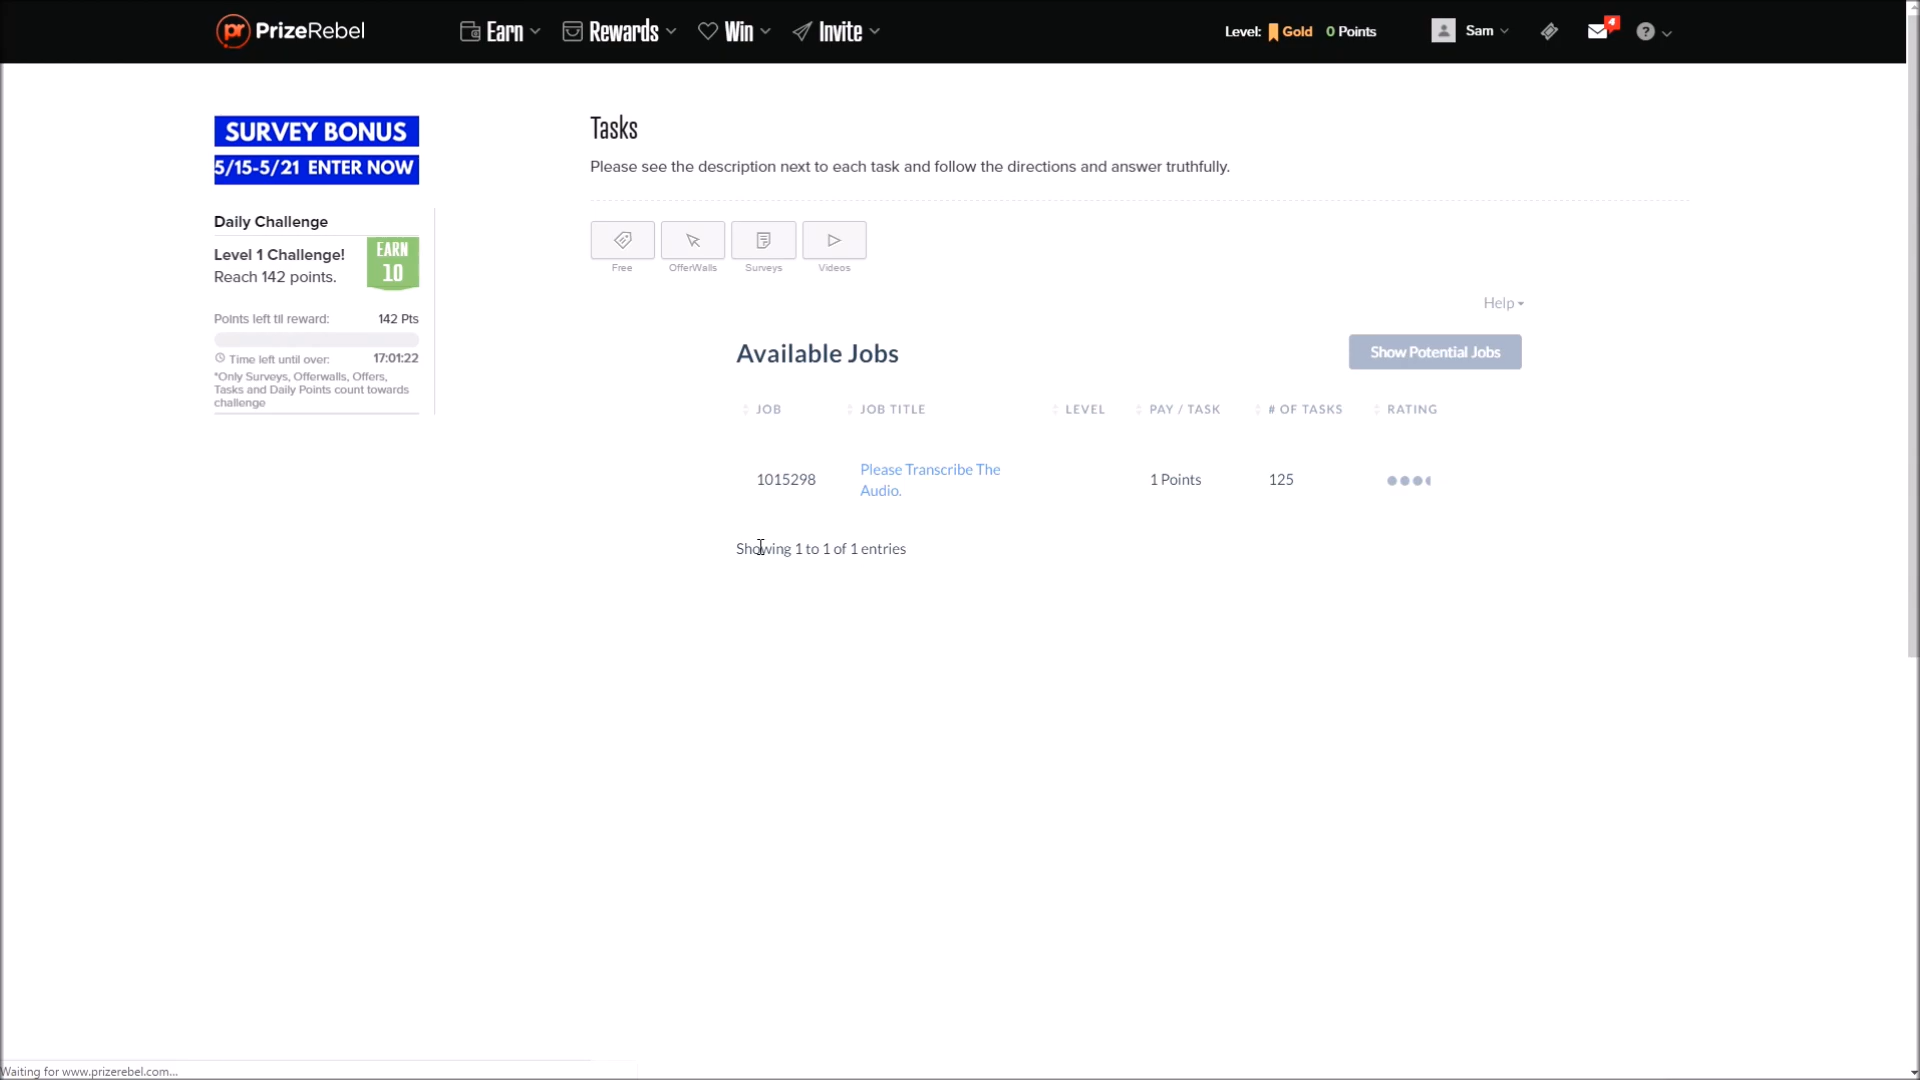 pr PrizeRebel
Earn
Rewards
Win
Invite
Level: Gold 0 Points
Sam
4
?
SURVEY BONUS
5/15-5/21 ENTER NOW
Daily Challenge
Level 1 Challenge!
Reach 142 points.
EARN
10
Points left til reward: 142 Pts
Time left until over: 17:01:22
*Only Surveys, Offerwalls, Offers,
Tasks and Daily Points count towards
challenge
Tasks
Please see the description next to each task and follow the directions and answer truthfully.
Free
OfferWalls
Surveys
Videos
Help
Available Jobs
Show Potential Jobs
JOB JOB TITLE LEVEL PAY / TASK # OF TASKS RATING
1015298 Please Transcribe The
Audio.
1 Points 125
Showing 1 to 1 of 1 entries
Waiting for www.prizerebel.com...